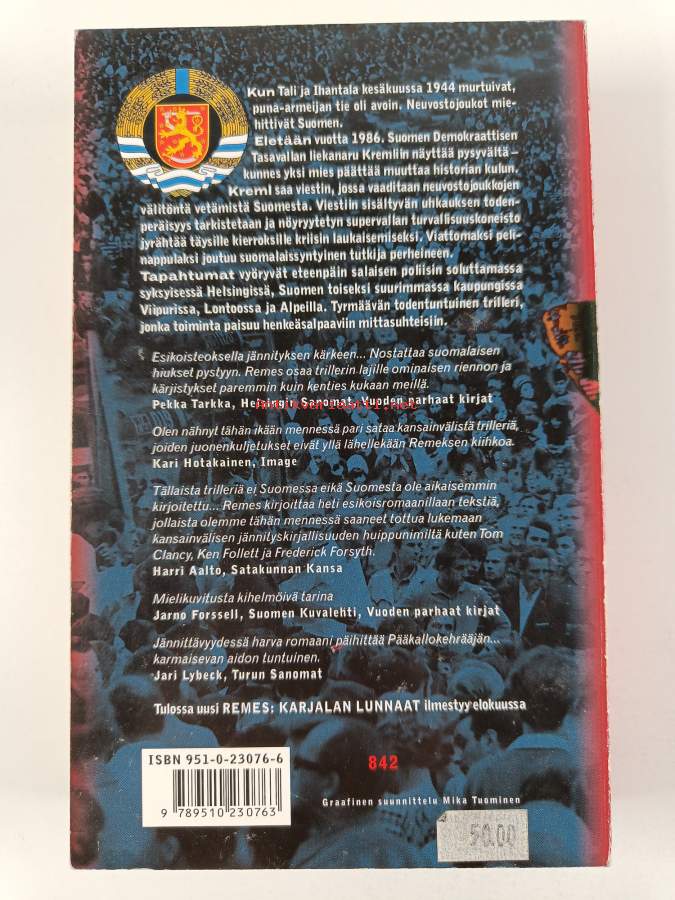 Kun Tali ja Ihantala kesäkuussa 1944 murtuivat,
puna-armeijan tie oli avoin. Neuvostojoukot mie-
hittivät Suomen.
Eletään vuotta 1986. Suomen Demokraattisen
Tasavallan liekanaru Kremliin näyttää pysyvältä –
kunnes yksi mies päättää muuttaa historian kulun.
Kreml saa viestin, jossa vaaditaan neuvostojoukkojen
välitöntä vetämistä Suomesta. Viestiin sisältyvän uhkauksen toden-
peräisyys tarkistetaan ja nöyryytetyn supervallan turvallisuuskoneisto
jyrähtää täysille kierroksille kriisin laukaisemiseksi. Viattomaksi peli-
nappulaksi joutuu suomalaissyntyinen tutkija perheineen.
Tapahtumat vyöryvät eteenpäin salaisen poliisin soluttamassa
syksyisessä Helsingissä, Suomen toiseksi suurimmassa kaupungissa
Viipurissa, Lontoossa ja Alpeilla. Tyrmäävän todentuntuinen trilleri,
jonka toiminta paisuu henkeäsalpaaviin mittasuhteisiin.
Esikoisteoksella jännityksen kärkeen... Nostattaa suomalaisen
hiukset pystyyn. Remes osaa trillerin lajille ominaisen riennon ja
kärjistykset paremmin kuin kenties kukaan meillä.
Pekka Tarkka, Helsingin Sanomat, Vuoden parhaat kirjat
Olen nähnyt tähän ikään mennessä pari sataa kansainvälistä trilleriä,
joiden juonenkuljetukset eivät yllä lähellekään Remeksen kiihkoa.
Kari Hotakainen, Image
Tällaista trilleriä ei Suomessa eikä Suomesta ole aikaisemmin
kirjoitettu... Remes kirjoittaa heti esikoisromaanillaan tekstiä,
jollaista olemme tähän mennessä saaneet tottua lukemaan
kansainvälisen jännityskirjallisuuden huippunimiltä kuten Tom
Clancy, Ken Follett ja Frederick Forsyth.
Harri Aalto, Satakunnan Kansa
Mielikuvitusta kihelmöivä tarina
Jarno Forssell, Suomen Kuvalehti, Vuoden parhaat kirjat
Jännittävyydessä harva romaani päihittää Pääkallokehrääjän...
karmaisevan aidon tuntuinen.
Jari Lybeck, Turun Sanomat
Tulossa uusi REMES: KARJALAN LUNNAAT ilmestyy elokuussa
ISBN 951-0-23076-6
9 789510 230763
842
Graafinen suunnittelu Mika Tuominen
50.00